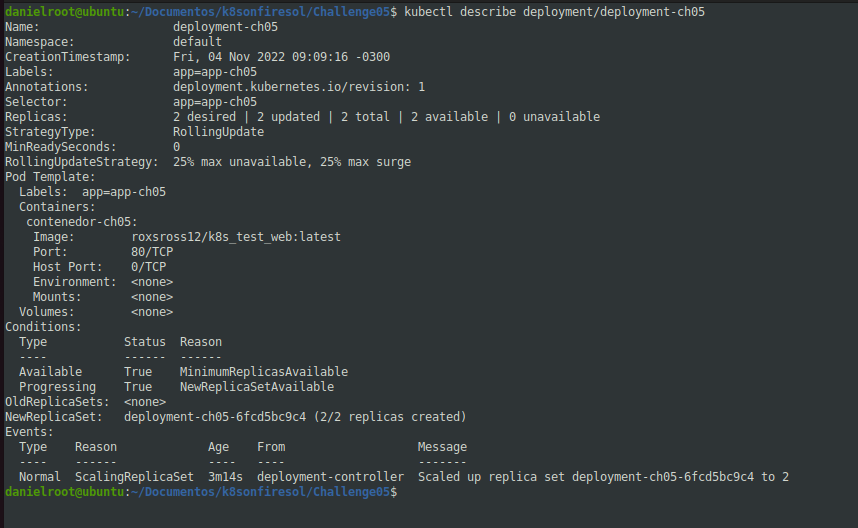 danielroot@ubuntu:~/Documentos/k8sonfiresol/Challenge05$ kubectl describe deployment/deployment-ch05
Name:                   deployment-ch05
Namespace:              default
CreationTimestamp:      Fri, 04 Nov 2022 09:09:16 -0300
Labels:                 app=app-ch05
Annotations:            deployment.kubernetes.io/revision: 1
Selector:               app=app-ch05
Replicas:               2 desired | 2 updated | 2 total | 2 available | 0 unavailable
StrategyType:           RollingUpdate
MinReadySeconds:        0
RollingUpdateStrategy:  25% max unavailable, 25% max surge
Pod Template:
  Labels:  app=app-ch05
  Containers:
   contenedor-ch05:
    Image:        roxsross12/k8s_test_web:latest
    Port:         80/TCP
    Host Port:    0/TCP
    Environment:  <none>
    Mounts:       <none>
  Volumes:        <none>
Conditions:
  Type           Status  Reason
  ----           ------  ------
  Available      True    MinimumReplicasAvailable
  Progressing    True    NewReplicaSetAvailable
OldReplicaSets:  <none>
NewReplicaSet:   deployment-ch05-6fcd5bc9c4 (2/2 replicas created)
Events:
  Type    Reason             Age    From                   Message
  ----    ------             ----   ----                   -------
  Normal  ScalingReplicaSet  3m14s  deployment-controller  Scaled up replica set deployment-ch05-6fcd5bc9c4 to 2
danielroot@ubuntu:~/Documentos/k8sonfiresol/Challenge05$